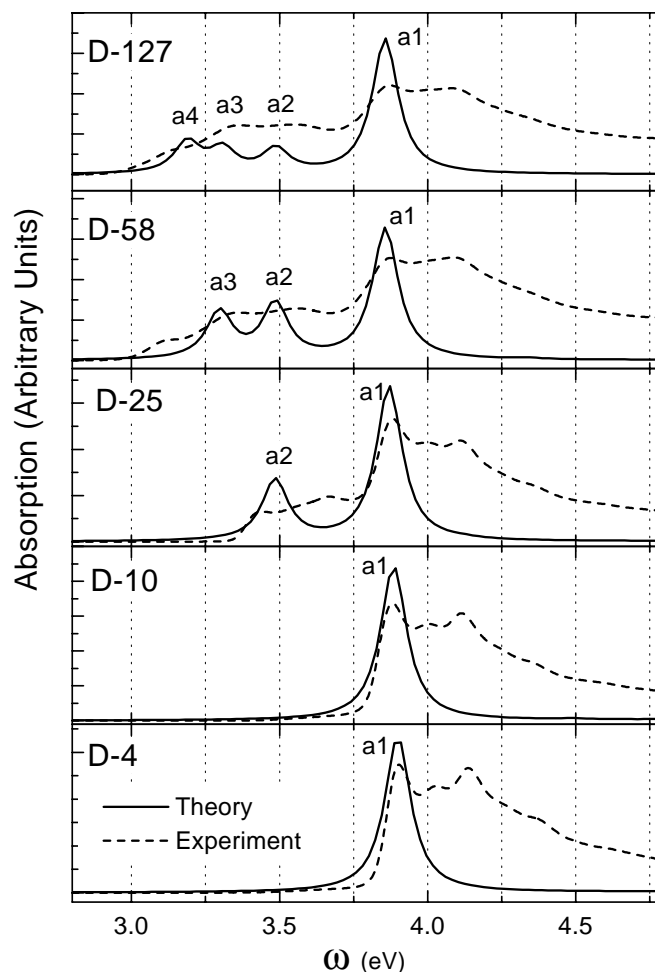 D-127
a1
a4
a3
a2
D-58
a1
a3
a2
D-25
a1
a2
D-10
a1
D-4
a1
Theory
Experiment
Absorption (Arbitrary Units)
3.0 3.5 4.0 4.5
ω (eV)